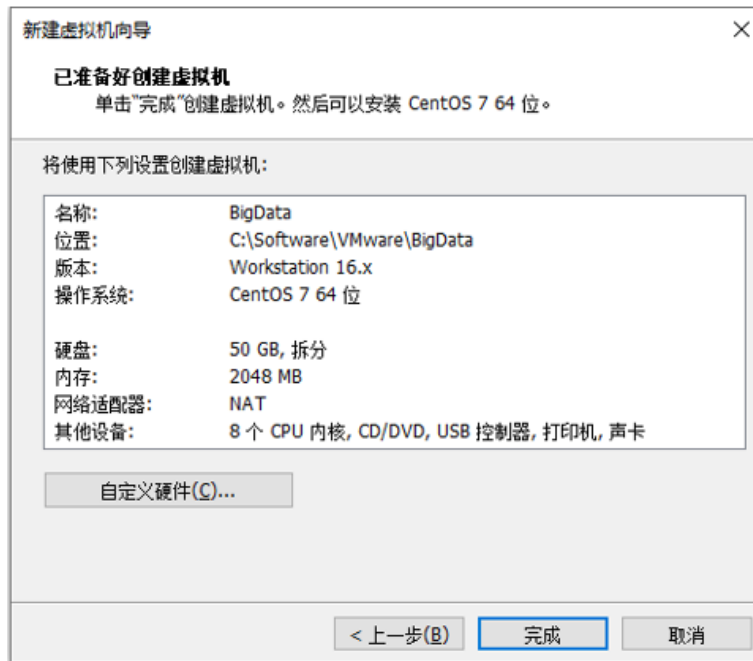 新建虚拟机向导
已准备好创建虚拟机
单击"完成"创建虚拟机。然后可以安装 CentOS 7 64 位。
将使用下列设置创建虚拟机:
名称: BigData
位置: C:\Software\VMware\BigData
版本: Workstation 16.x
操作系统: CentOS 7 64 位
硬盘: 50 GB, 拆分
内存: 2048 MB
网络适配器: NAT
其他设备: 8 个 CPU 内核, CD/DVD, USB 控制器, 打印机, 声卡
自定义硬件(C)...
< 上一步(B) 完成 取消